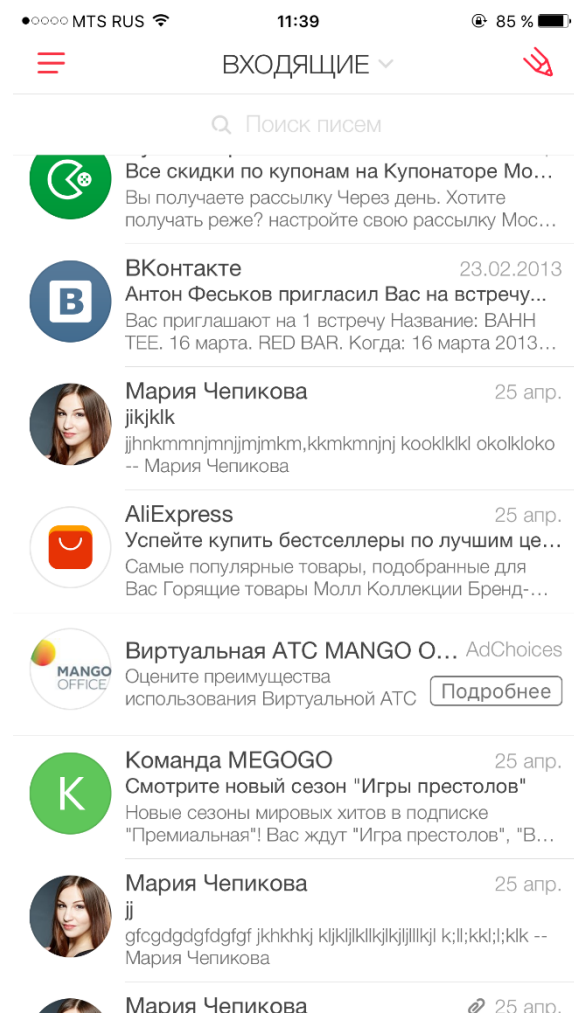 MTS RUS 11:39 85 %
ВХОДЯЩИЕ
Поиск писем
Все скидки по купонам на Купонаторе Мо...
Вы получаете рассылку Через день. Хотите
получать реже? настройте свою рассылку Мос...
ВКонтакте 23.02.2013
Антон Феськов пригласил Вас на встречу...
Вас приглашают на 1 встречу Название: ВАНН
TEE. 16 марта. RED BAR. Когда: 16 марта 2013...
Мария Чепикова 25 апр.
jikjklk
jjhnkmmnjmnjjmjmkm,kkmkmnjnj kooklklkl okolkloko
-- Мария Чепикова
AliExpress 25 апр.
Успейте купить бестселлеры по лучшим це...
Самые популярные товары, подобранные для
Вас Горящие товары Молл Коллекции Бренд-...
MANGO
OFFICE
Виртуальная АТС MANGO O... AdChoices
Оцените преимущества
использования Виртуальной АТС Подробнее
К
Команда MEGOGO 25 апр.
Смотрите новый сезон "Игры престолов"
Новые сезоны мировых хитов в подписке
"Премиальная"! Вас ждут "Игра престолов", "В...
Мария Чепикова 25 апр.
jj
gfcgdgdgfdgfgf jkhkhkj kljkljlkllkjlkjljlllkjl k;ll;kkl;l;klk --
Мария Чепикова
Мария Чепикова 25 апр.